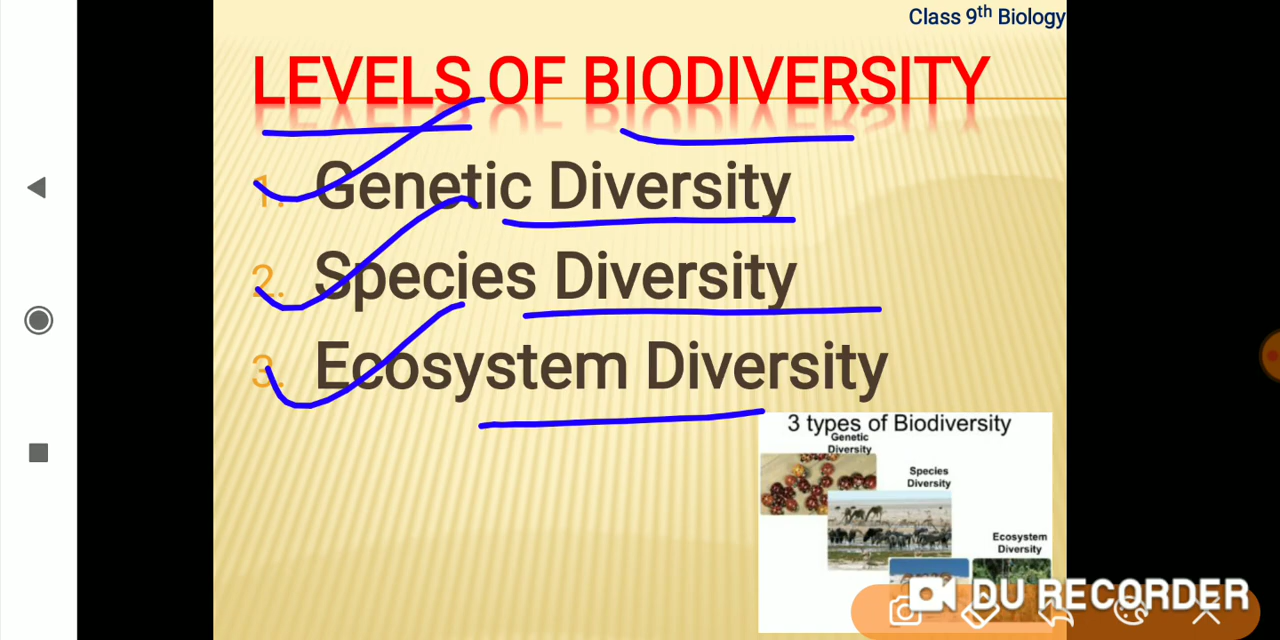 Class 9th Biology
LEVELS OF BIODIVERSITY
1. Genetic Diversity
2. Species Diversity
3. Ecosystem Diversity
3 types of Biodiversity
Genetic
Diversity
Species
Diversity
Ecosystem
Diversity
DU RECORDER